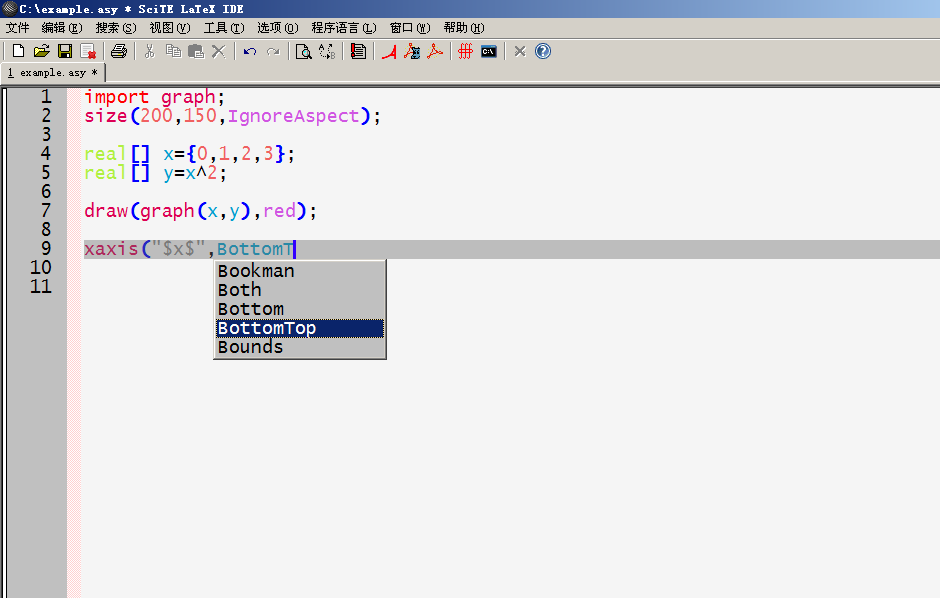 C:\example.asy * SciTE LaTeX IDE
文件 编辑(E) 搜索(S) 视图(V) 工具(T) 选项(O) 程序语言(L) 窗口(W) 帮助(H)
C:\
1 example.asy *
1 import graph;
2 size(200,150,IgnoreAspect);
3
4 real[] x={0,1,2,3};
5 real[] y=x^2;
6
7 draw(graph(x,y),red);
8
9 xaxis("$x$",BottomT
10
11
Bookman
Both
Bottom
BottomTop
Bounds